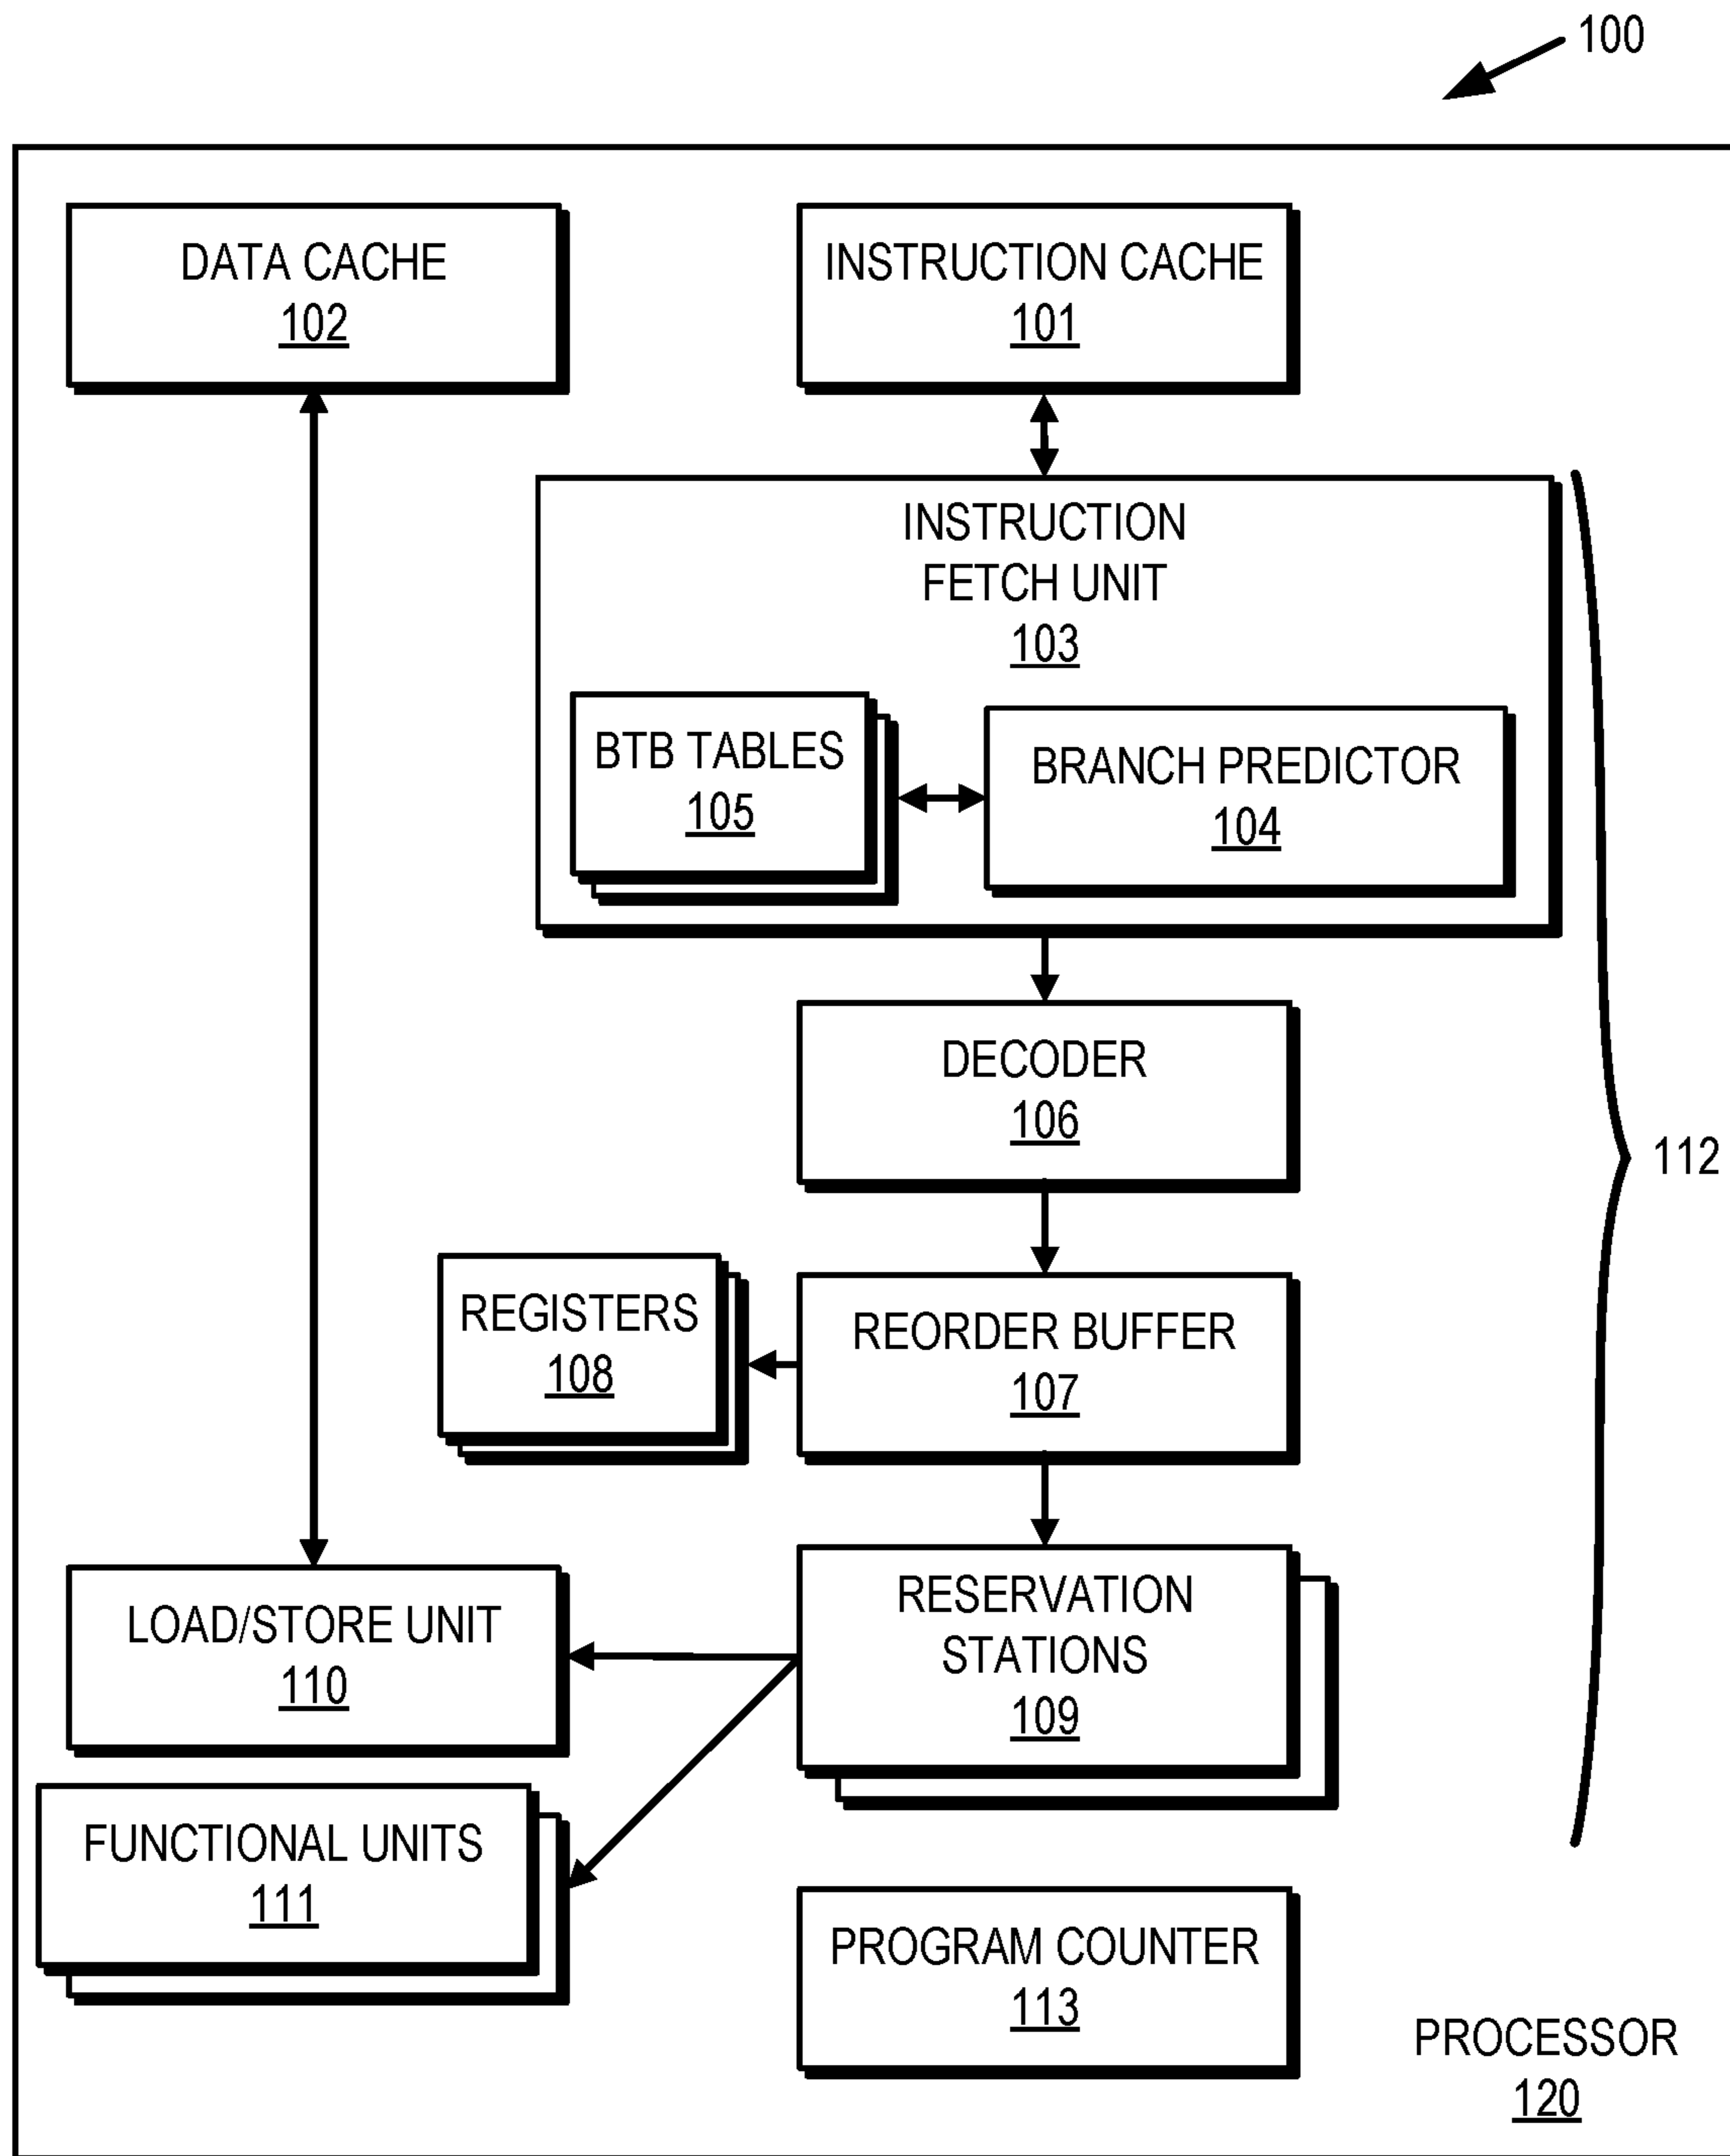 100
DATA CACHE
102
INSTRUCTION CACHE
101
INSTRUCTION
FETCH UNIT
103
BTB TABLES
105
BRANCH PREDICTOR
104
DECODER
106
112
REGISTERS
108
REORDER BUFFER
107
LOAD/STORE UNIT
110
RESERVATION
STATIONS
109
FUNCTIONAL UNITS
111
PROGRAM COUNTER
113
PROCESSOR
120